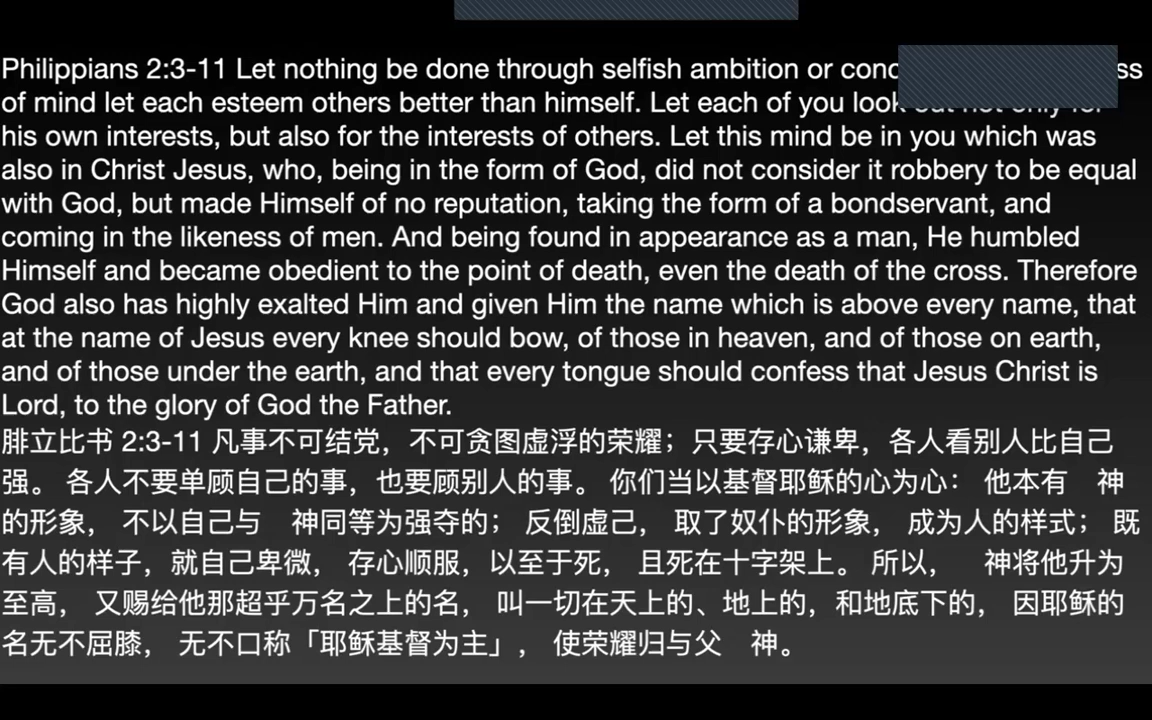 Philippians 2:3-11 Let nothing be done through selfish ambition or
of mind let each esteem others better than himself. Let each of you look
his own interests, but also for the interests of others. Let this mind be in you which was
also in Christ Jesus, who, being in the form of God, did not consider it robbery to be equal
with God, but made Himself of no reputation, taking the form of a bondservant, and
coming in the likeness of men. And being found in appearance as a man, He humbled
Himself and became obedient to the point of death, even the death of the cross. Therefore
God also has highly exalted Him and given Him the name which is above every name, that
at the name of Jesus every knee should bow, of those in heaven, and of those on earth,
and of those under the earth, and that every tongue should confess that Jesus Christ is
Lord, to the glory of God the Father.
腓立比书 2:3-11 凡事不可结党，不可贪图虚浮的荣耀；只要存心谦卑，各人看别人比自己
强。 各人不要单顾自己的事，也要顾别人的事。 你们当以基督耶稣的心为心： 他本有　神
的形象， 不以自己与　神同等为强夺的； 反倒虚己， 取了奴仆的形象， 成为人的样式； 既
有人的样子，就自己卑微， 存心顺服，以至于死， 且死在十字架上。 所以，　神将他升为
至高， 又赐给他那超乎万名之上的名， 叫一切在天上的、地上的，和地底下的， 因耶稣的
名无不屈膝， 无不口称「耶稣基督为主」， 使荣耀归与父　神。